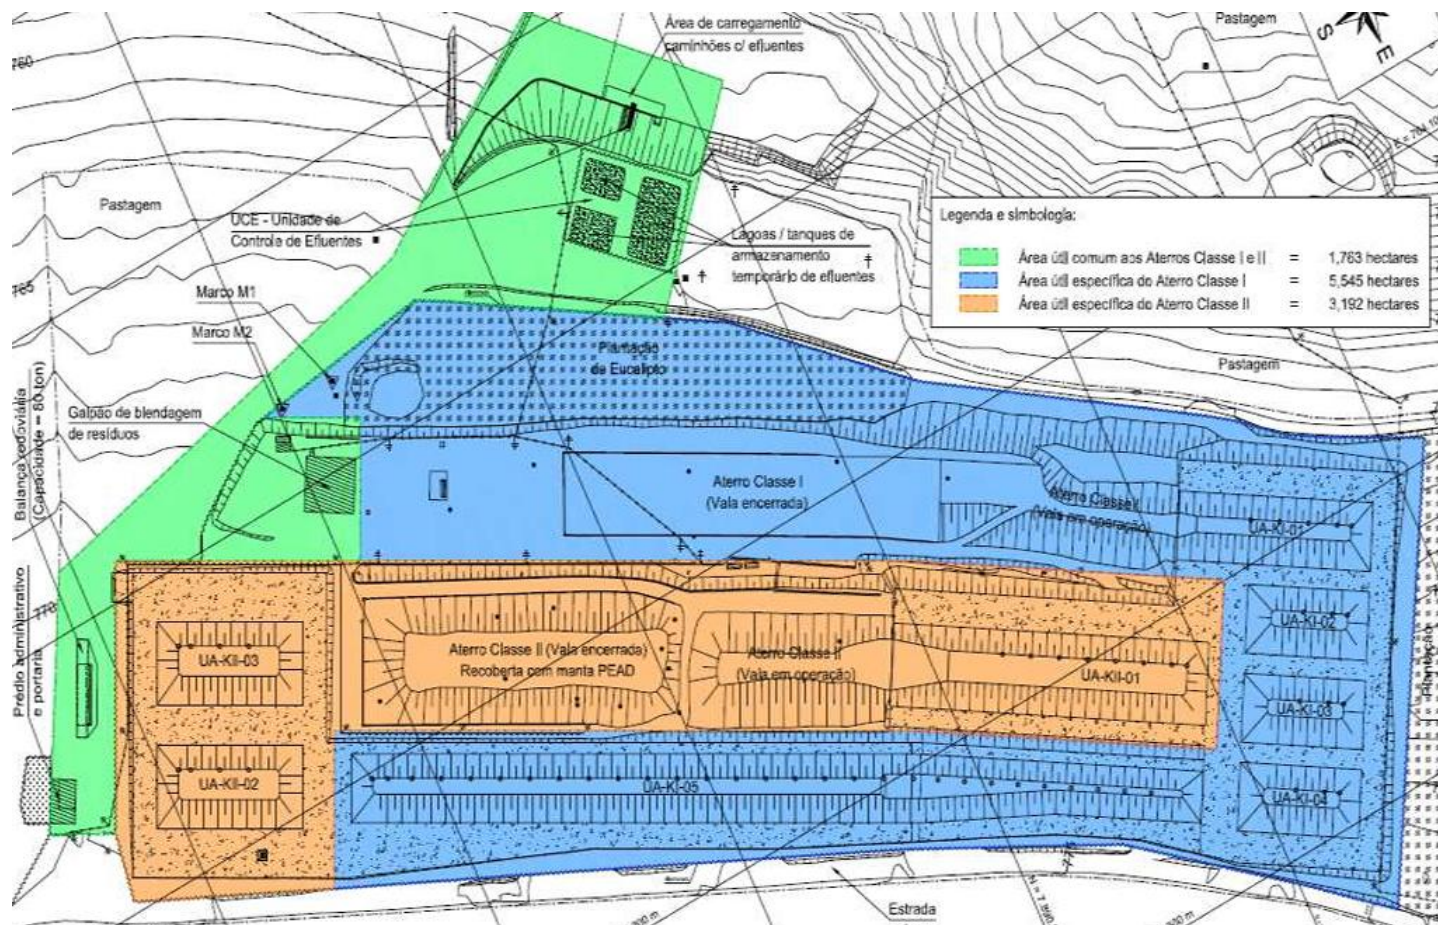 Área de carregamento
caminhões c/ efluentes
Pastagem
S
E
760
Pastagem
UCE - Unidade de
Controle de Efluentes
Lagoas / tanques de
armazenamento
temporário de efluentes
Legenda e simbologia:
Área útil comum aos Aterros Classe I e II = 1,763 hectares
Área útil específica do Aterro Classe I = 5,545 hectares
Área útil específica do Aterro Classe II = 3,192 hectares
765
Marco M1
Marco M2
Plantação
de Eucalipto
Pastagem
Balança rodoviária
(Capacidade = 80 ton)
Galpão de blendagem
de resíduos
Aterro Classe I
(Vala encerrada)
Aterro Classe I
(Vala em operação)
UA-KI-01
770
Prédio administrativo
e portaria
UA-KII-03
Aterro Classe II (Vala encerrada)
Recoberta com manta PEAD
Aterro Classe II
(Vala em operação)
UA-KII-01
UA-KI-02
UA-KI-03
Plantação
UA-KII-02
UA-KI-05
UA-KI-04
775
Estrada